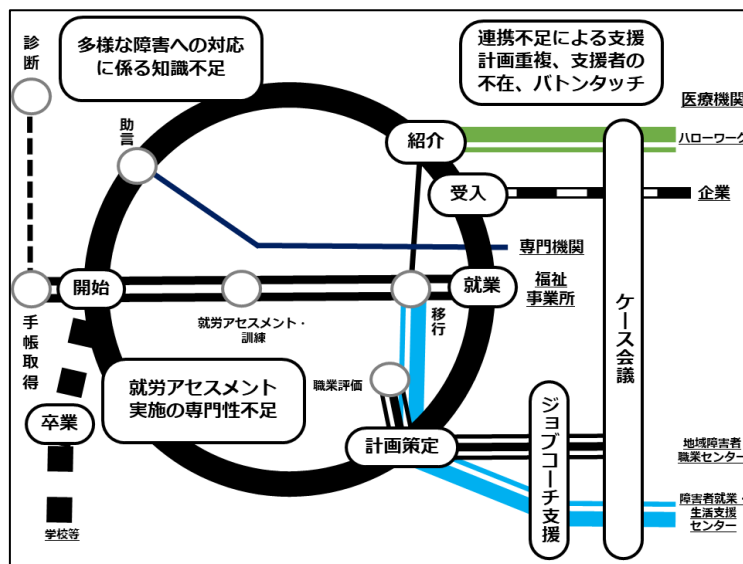 診断
多様な障害への対応
に係る知識不足
連携不足による支援
計画重複、支援者の
不在、バトンタッチ
医療機関
ハローワーク
助言
紹介
受入
企業
専門機関
開始
就業
福祉
事業所
手帳取得
就労アセスメント・
訓練
移行
ケース会議
就労アセスメント
実施の専門性不足
職業評価
卒業
計画策定
ジョブコーチ支援
地域障害者
職業センター
障害者就業・
生活支援
センター
学校等